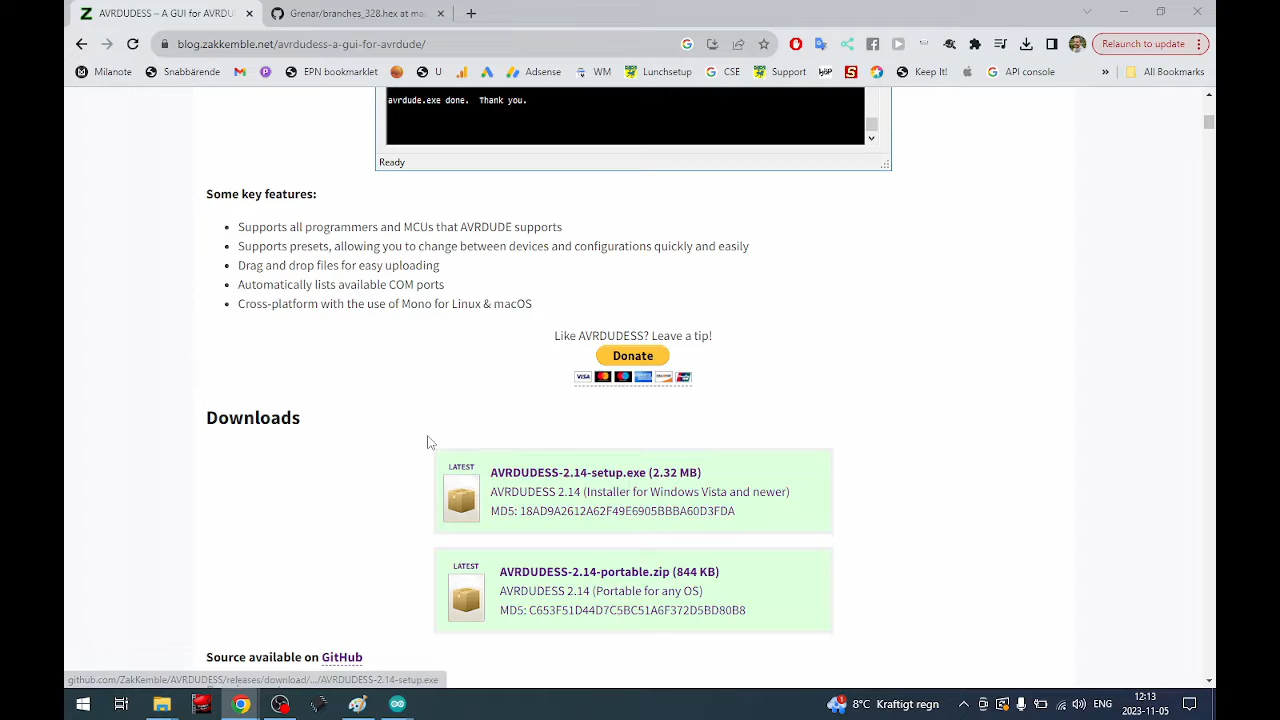 AVRDUDESS – A GUI for AVRDU
Grenar/branches_328.hex at ma
blog.zakkemble.net/avrdudess-a-gui-for-avrdude/
Relaunch to update
Milanote
Snabbärende
EPN bookmarklet
U
Adsense
WM
Lunchsetup
CSE
Support
Keep It!
API console
»
All Bookmarks
avrdude.exe done.  Thank you.
Ready
Some key features:
• Supports all programmers and MCUs that AVRDUDE supports
• Supports presets, allowing you to change between devices and configurations quickly and easily
• Drag and drop files for easy uploading
• Automatically lists available COM ports
• Cross-platform with the use of Mono for Linux & macOS
Like AVRDUDESS? Leave a tip!
Donate
VISA
Downloads
LATEST
AVRDUDESS-2.14-setup.exe (2.32 MB)
AVRDUDESS 2.14 (Installer for Windows Vista and newer)
MD5: 18AD9A2612A62F49E6905BBBA60D3FDA
LATEST
AVRDUDESS-2.14-portable.zip (844 KB)
AVRDUDESS 2.14 (Portable for any OS)
MD5: C653F51D44D7C5BC51A6F372D5BD80B8
Source available on GitHub
github.com/ZakKemble/AVRDUDESS/releases/download/.../AVRDUDESS-2.14-setup.exe
8°C Kraftigt regn
ENG
12:13
2023-11-05